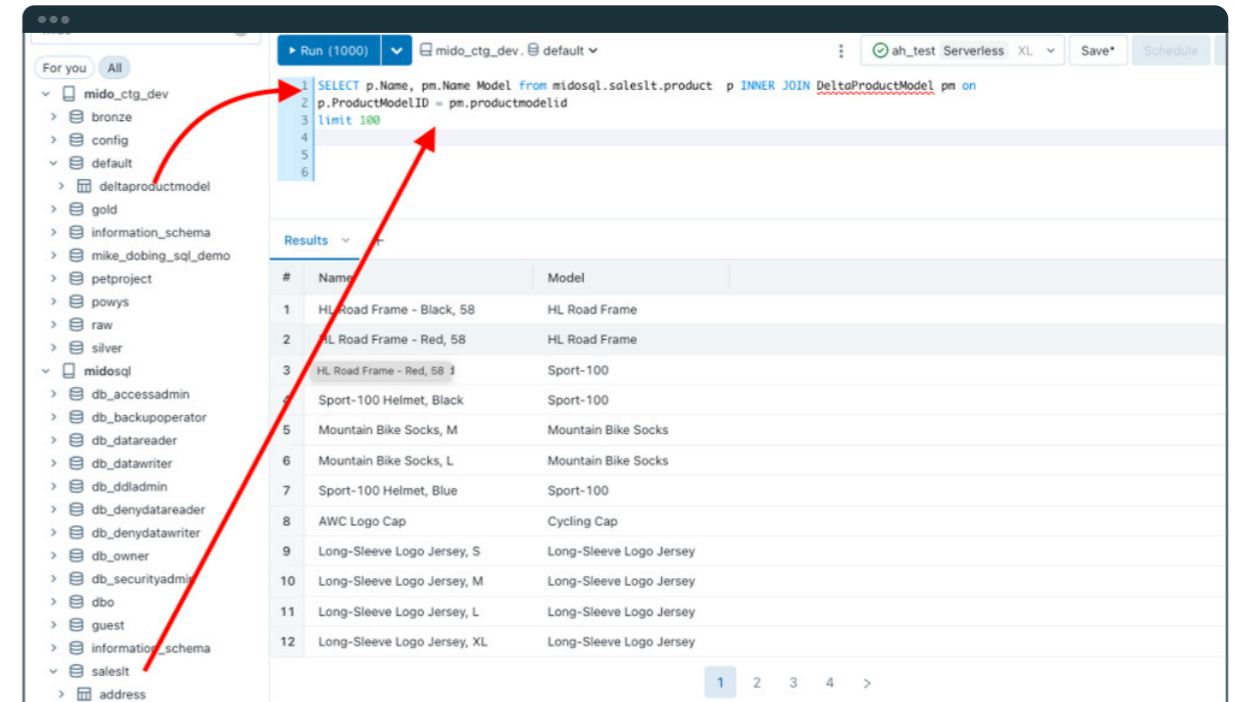 For you All
mido_ctg_dev
bronze
config
default
deltaproductmodel
gold
information_schema
mike_dobing_sql_demo
petproject
powys
raw
silver
midosql
db_accessadmin
db_backupoperator
db_datareader
db_datawriter
db_ddladmin
db_denydatareader
db_denydatawriter
db_owner
db_securityadmin
dbo
guest
information_schema
saleslt
address
Run (1000) mido_ctg_dev. default ah_test Serverless XL Save* Schedule
1 SELECT p.Name, pm.Name Model from midosql.saleslt.product p INNER JOIN DeltaProductModel pm on
2 p.ProductModelID = pm.productmodelid
3 limit 100
4
5
6
Results +
# Name Model
1 HL Road Frame - Black, 58 HL Road Frame
2 HL Road Frame - Red, 58 HL Road Frame
3 HL Road Frame - Red, 58 Sport-100
4 Sport-100 Helmet, Black Sport-100
5 Mountain Bike Socks, M Mountain Bike Socks
6 Mountain Bike Socks, L Mountain Bike Socks
7 Sport-100 Helmet, Blue Sport-100
8 AWC Logo Cap Cycling Cap
9 Long-Sleeve Logo Jersey, S Long-Sleeve Logo Jersey
10 Long-Sleeve Logo Jersey, M Long-Sleeve Logo Jersey
11 Long-Sleeve Logo Jersey, L Long-Sleeve Logo Jersey
12 Long-Sleeve Logo Jersey, XL Long-Sleeve Logo Jersey
1 2 3 4 >